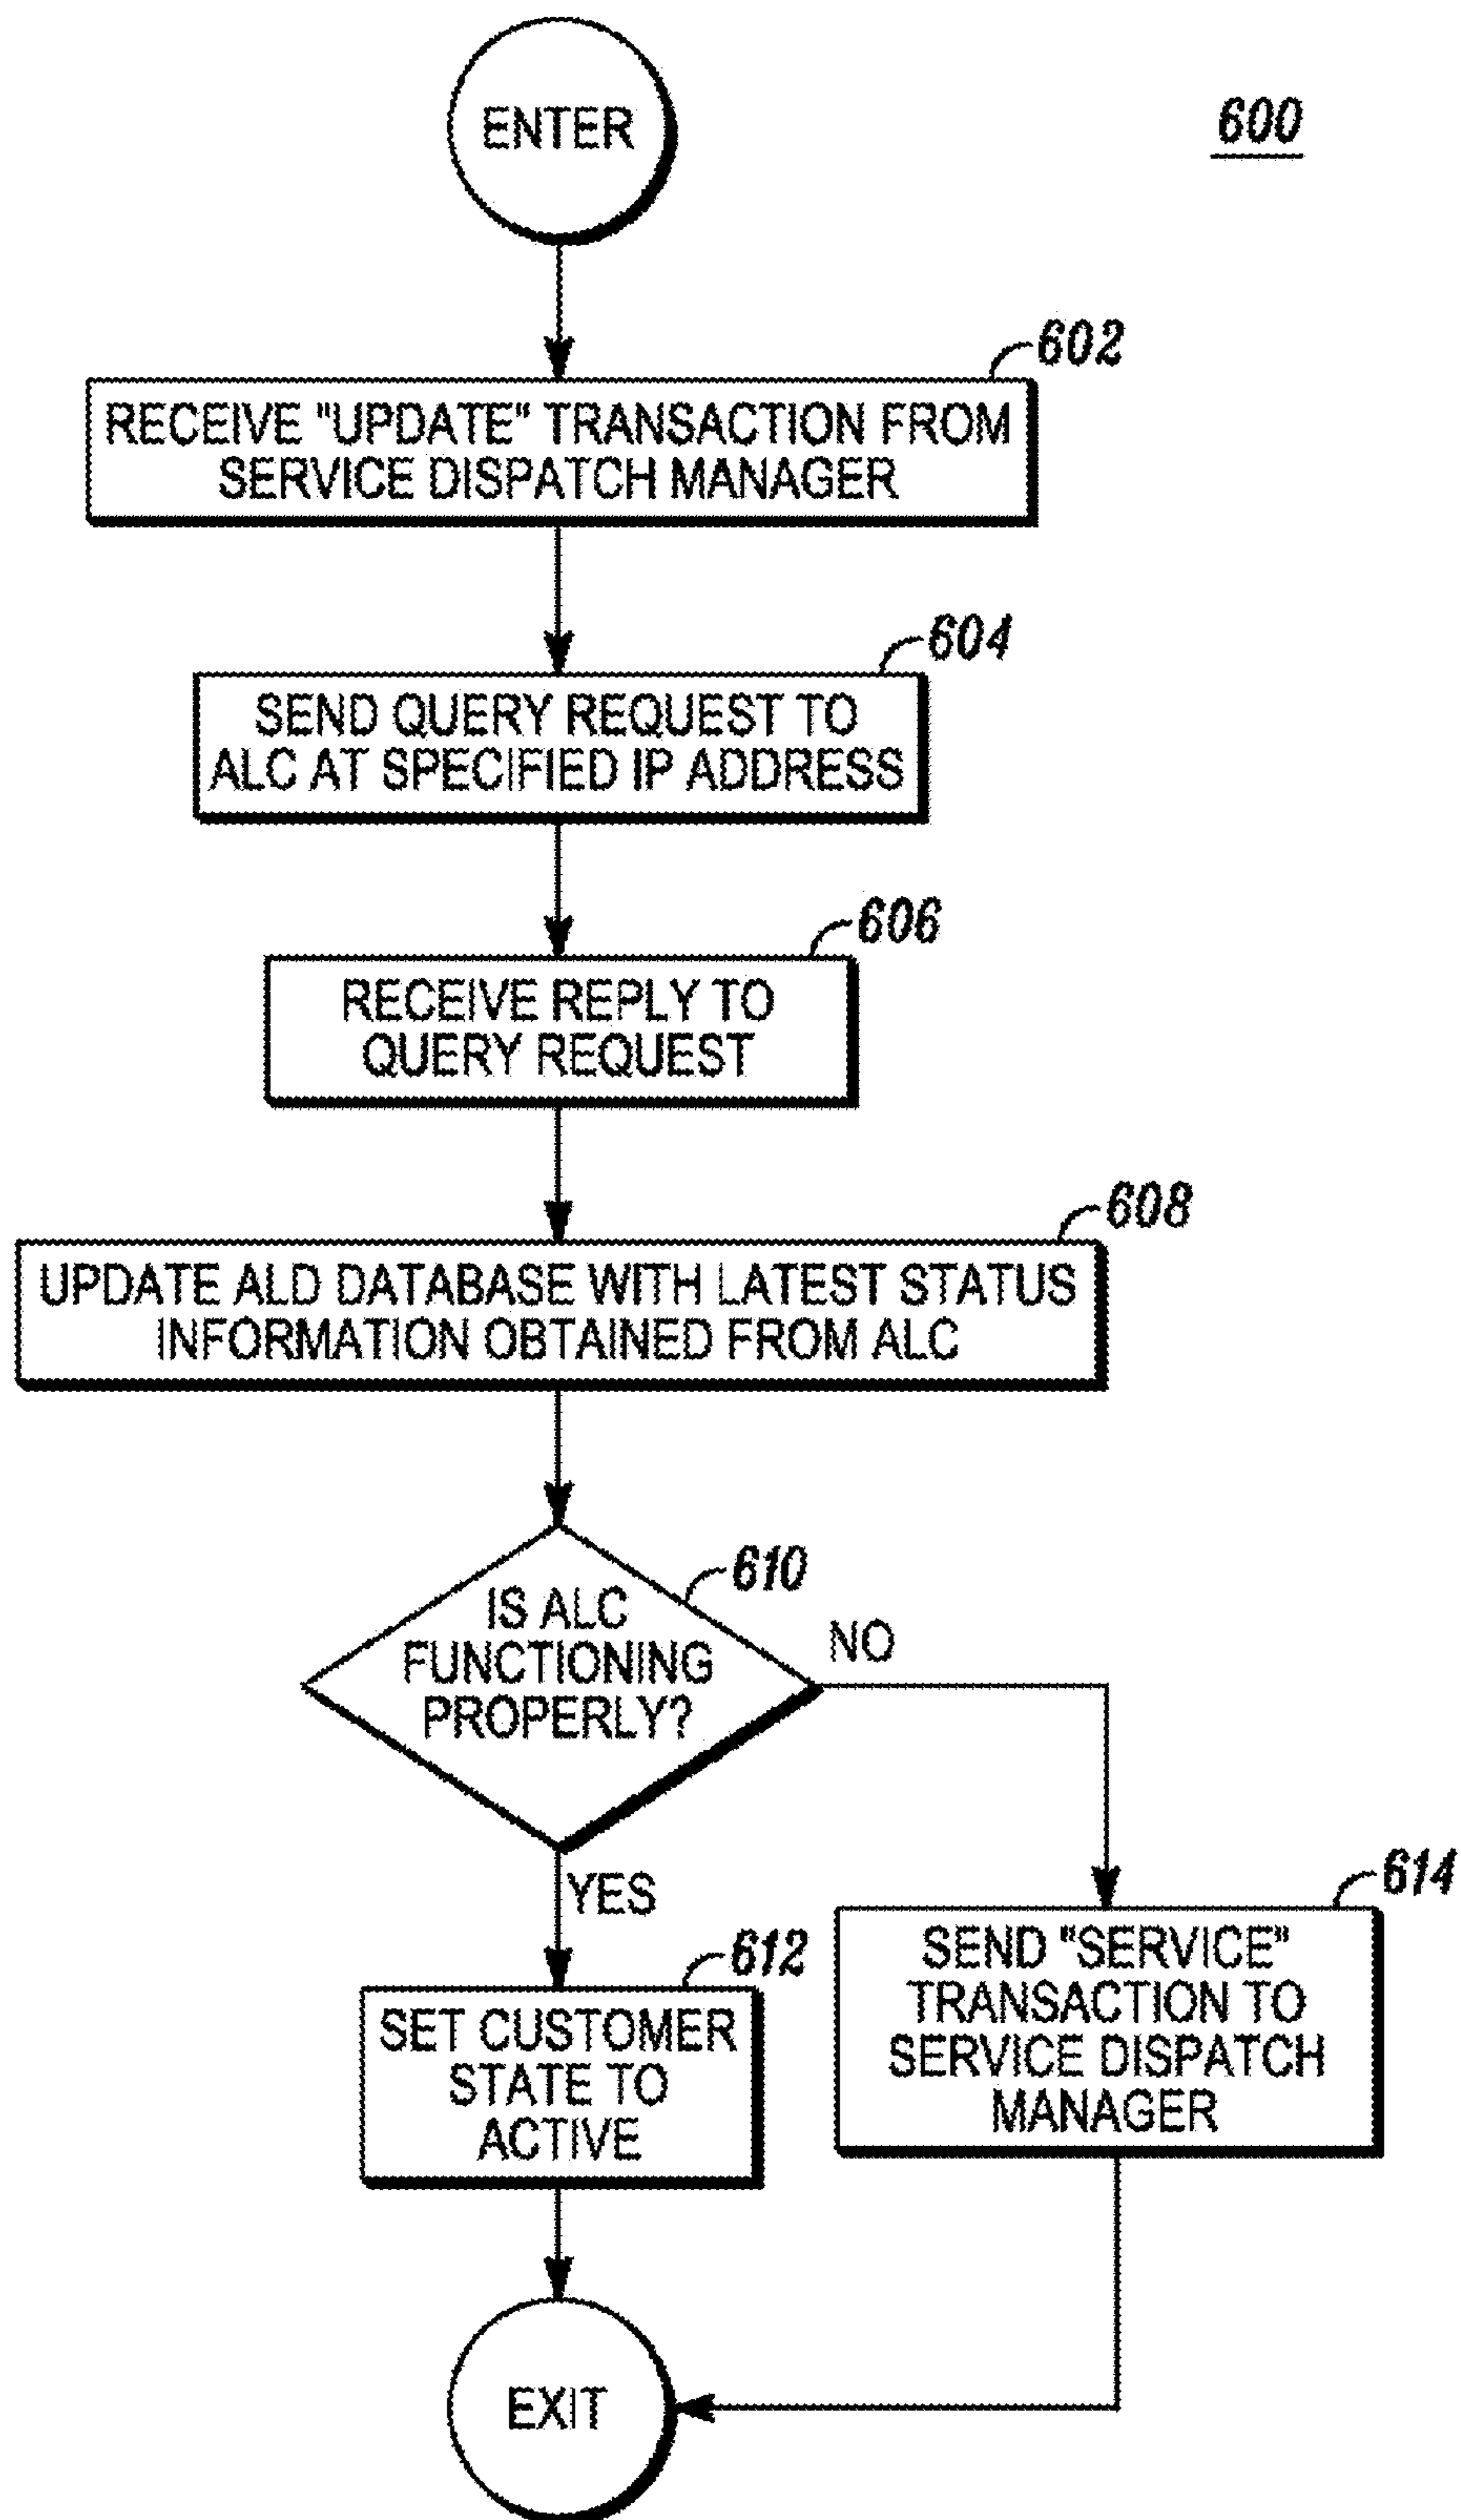 ENTER
600
602
RECEIVE "UPDATE" TRANSACTION FROM
SERVICE DISPATCH MANAGER
604
SEND QUERY REQUEST TO
ALC AT SPECIFIED IP ADDRESS
606
RECEIVE REPLY TO
QUERY REQUEST
608
UPDATE ALD DATABASE WITH LATEST STATUS
INFORMATION OBTAINED FROM ALC
610
IS ALC
FUNCTIONING
PROPERLY?
NO
YES
612
SET CUSTOMER
STATE TO
ACTIVE
614
SEND "SERVICE"
TRANSACTION TO
SERVICE DISPATCH
MANAGER
EXIT